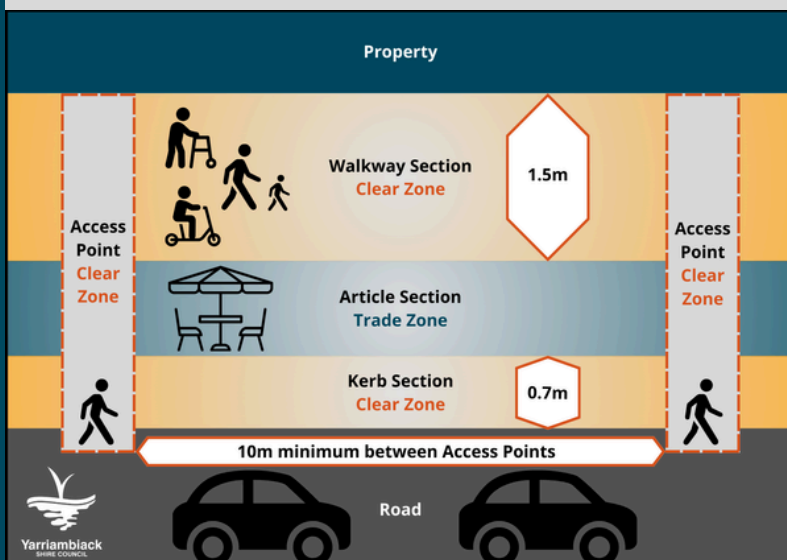 Property
Walkway Section
Clear Zone
1.5m
Access
Point
Clear
Zone
Access
Point
Clear
Zone
Article Section
Trade Zone
Kerb Section
Clear Zone
0.7m
10m minimum between Access Points
Road
Yarriambiack
SHIRE COUNCIL